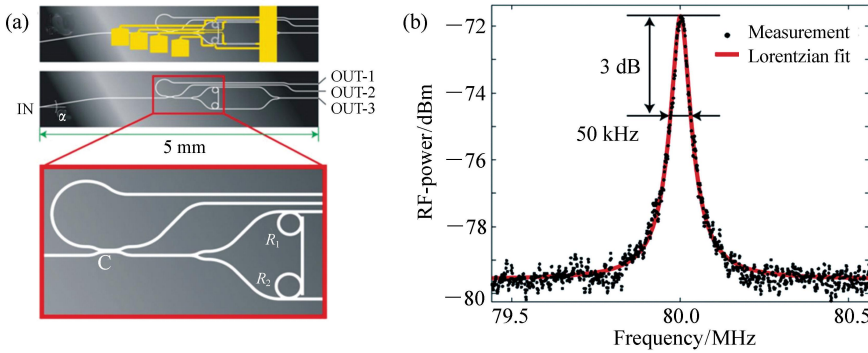 (a)
α
OUT-1
OUT-2
OUT-3
IN
α
5 mm
C
R₁
R₂
(b)
−72
−74
−76
−78
−80
RF-power/dBm
3 dB
50 kHz
Measurement
Lorentzian fit
79.5
80.0
80.5
Frequency/MHz